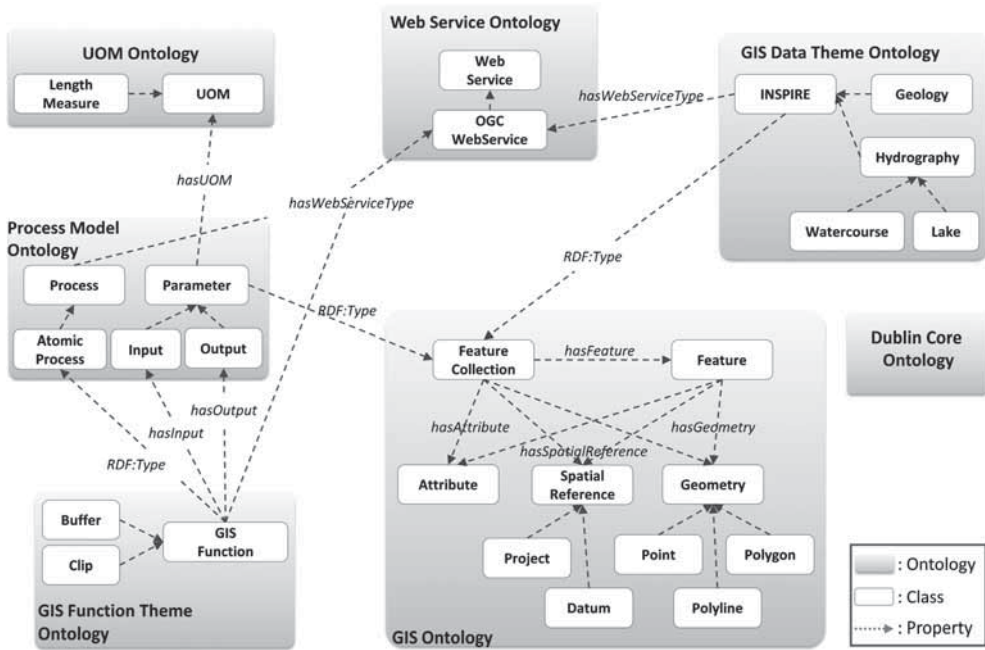 UOM Ontology
Length
Measure
UOM
hasUOM
Web Service Ontology
Web
Service
OGC
WebService
hasWebServiceType
GIS Data Theme Ontology
INSPIRE
Geology
Hydrography
Watercourse
Lake
hasWebServiceType
Process Model
Ontology
Process
Parameter
Atomic
Process
Input
Output
RDF:Type
RDF:Type
hasOutput
hasInput
RDF:Type
Buffer
Clip
GIS
Function
GIS Function Theme
Ontology
Feature
Collection
hasFeature
Feature
hasAttribute
hasGeometry
hasSpatialReference
Attribute
Spatial
Reference
Geometry
Project
Point
Polygon
Datum
Polyline
GIS Ontology
Dublin Core
Ontology
: Ontology
: Class
: Property